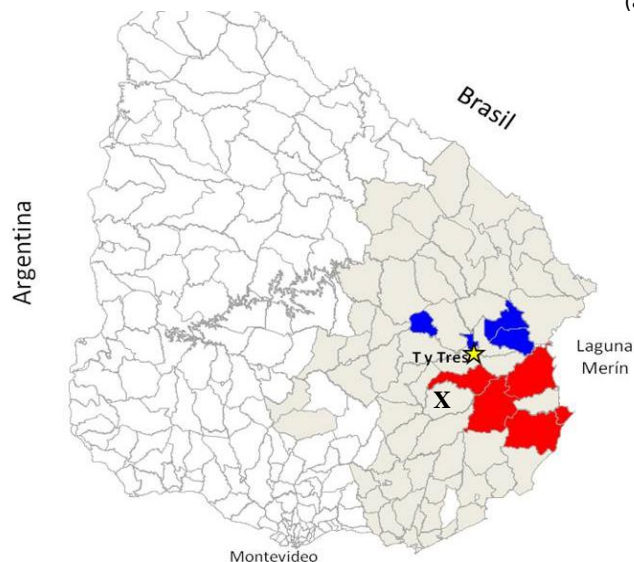 (a
Brasil
Argentina
Laguna
Merín
T y Tres
X
Montevideo